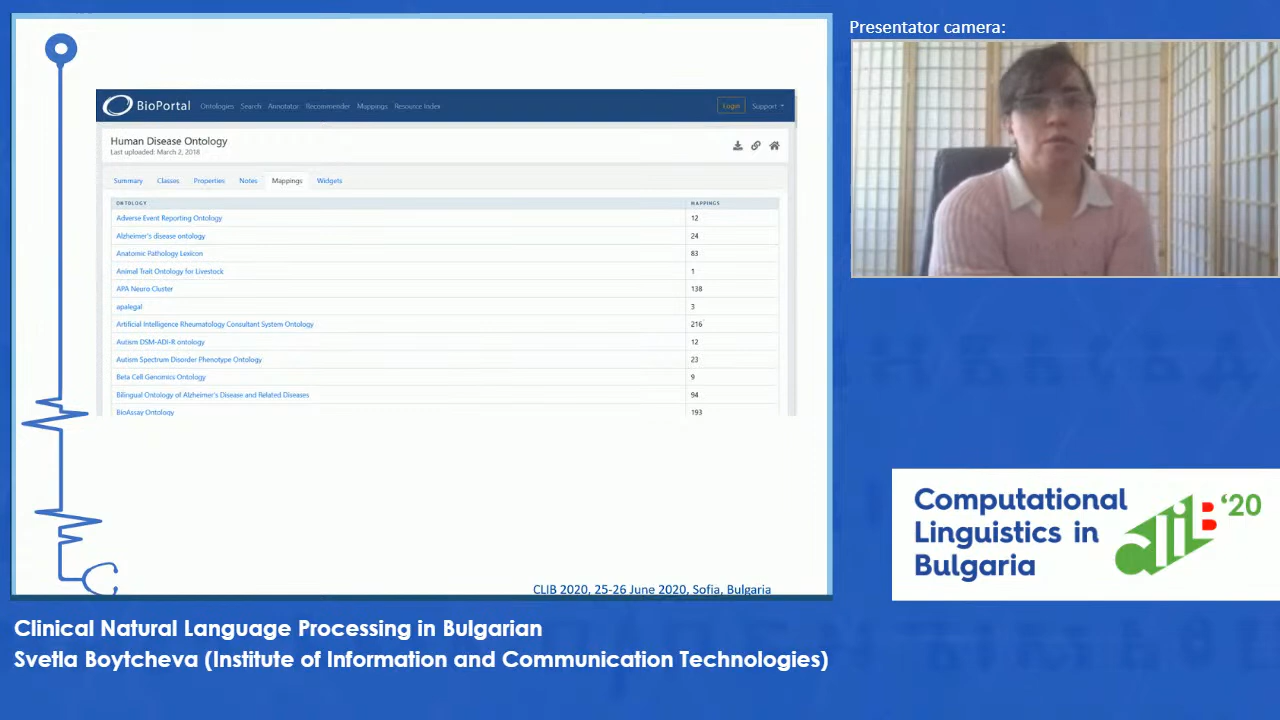 Presentator camera:
BioPortal Ontologies Search Annotator Recommender Mappings Resource Index Login Support
Human Disease Ontology
Last uploaded: March 2, 2018
Summary Classes Properties Notes Mappings Widgets
ONTOLOGY MAPPINGS
Adverse Event Reporting Ontology 12
Alzheimer's disease ontology 24
Anatomic Pathology Lexicon 83
Animal Trait Ontology for Livestock 1
APA Neuro Cluster 138
apalegal 3
Artificial Intelligence Rheumatology Consultant System Ontology 216
Autism DSM-ADI-R ontology 12
Autism Spectrum Disorder Phenotype Ontology 23
Beta Cell Genomics Ontology 9
Bilingual Ontology of Alzheimer's Disease and Related Diseases 94
BioAssay Ontology 193
CLIB 2020, 25-26 June 2020, Sofia, Bulgaria
Computational
Linguistics in
Bulgaria
cliB '20
Clinical Natural Language Processing in Bulgarian
Svetla Boytcheva (Institute of Information and Communication Technologies)